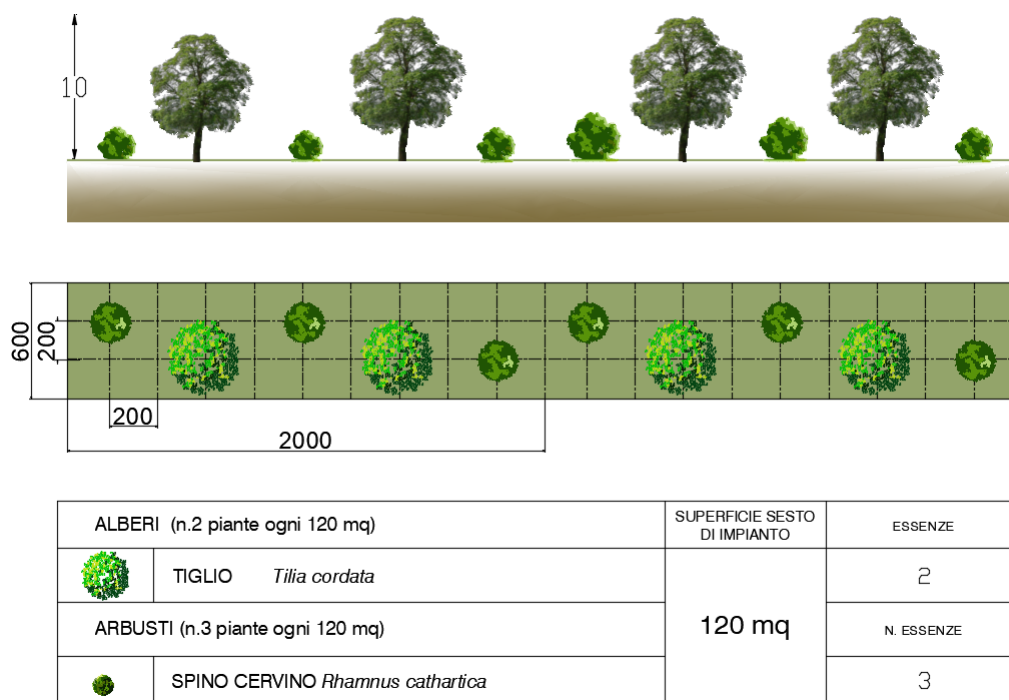 10
600
200
200
2000
ALBERI (n.2 piante ogni 120 mq)
SUPERFICIE SESTO
DI IMPIANTO
ESSENZE
TIGLIO Tilia cordata
2
ARBUSTI (n.3 piante ogni 120 mq)
120 mq
N. ESSENZE
SPINO CERVINO Rhamnus cathartica
3